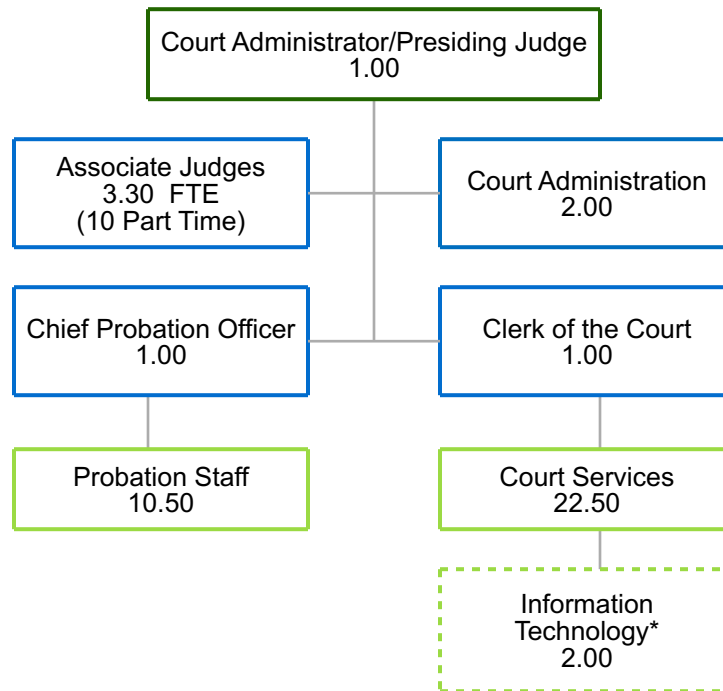 Court Administrator/Presiding Judge
1.00
Associate Judges
3.30 FTE
(10 Part Time)
Court Administration
2.00
Chief Probation Officer
1.00
Clerk of the Court
1.00
Probation Staff
10.50
Court Services
22.50
Information
Technology*
2.00